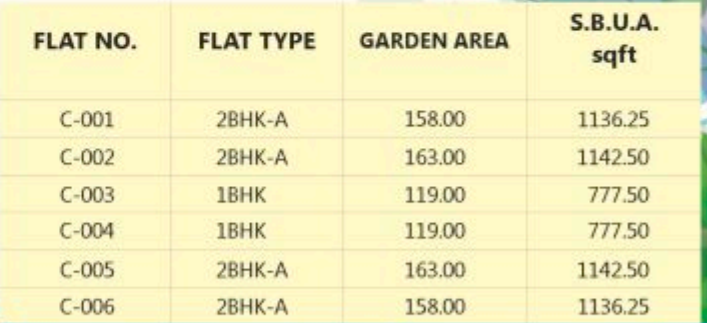 FLAT NO. FLAT TYPE GARDEN AREA S.B.U.A. sqft
C-001 2BHK-A 158.00 1136.25
C-002 2BHK-A 163.00 1142.50
C-003 1BHK 119.00 777.50
C-004 1BHK 119.00 777.50
C-005 2BHK-A 163.00 1142.50
C-006 2BHK-A 158.00 1136.25